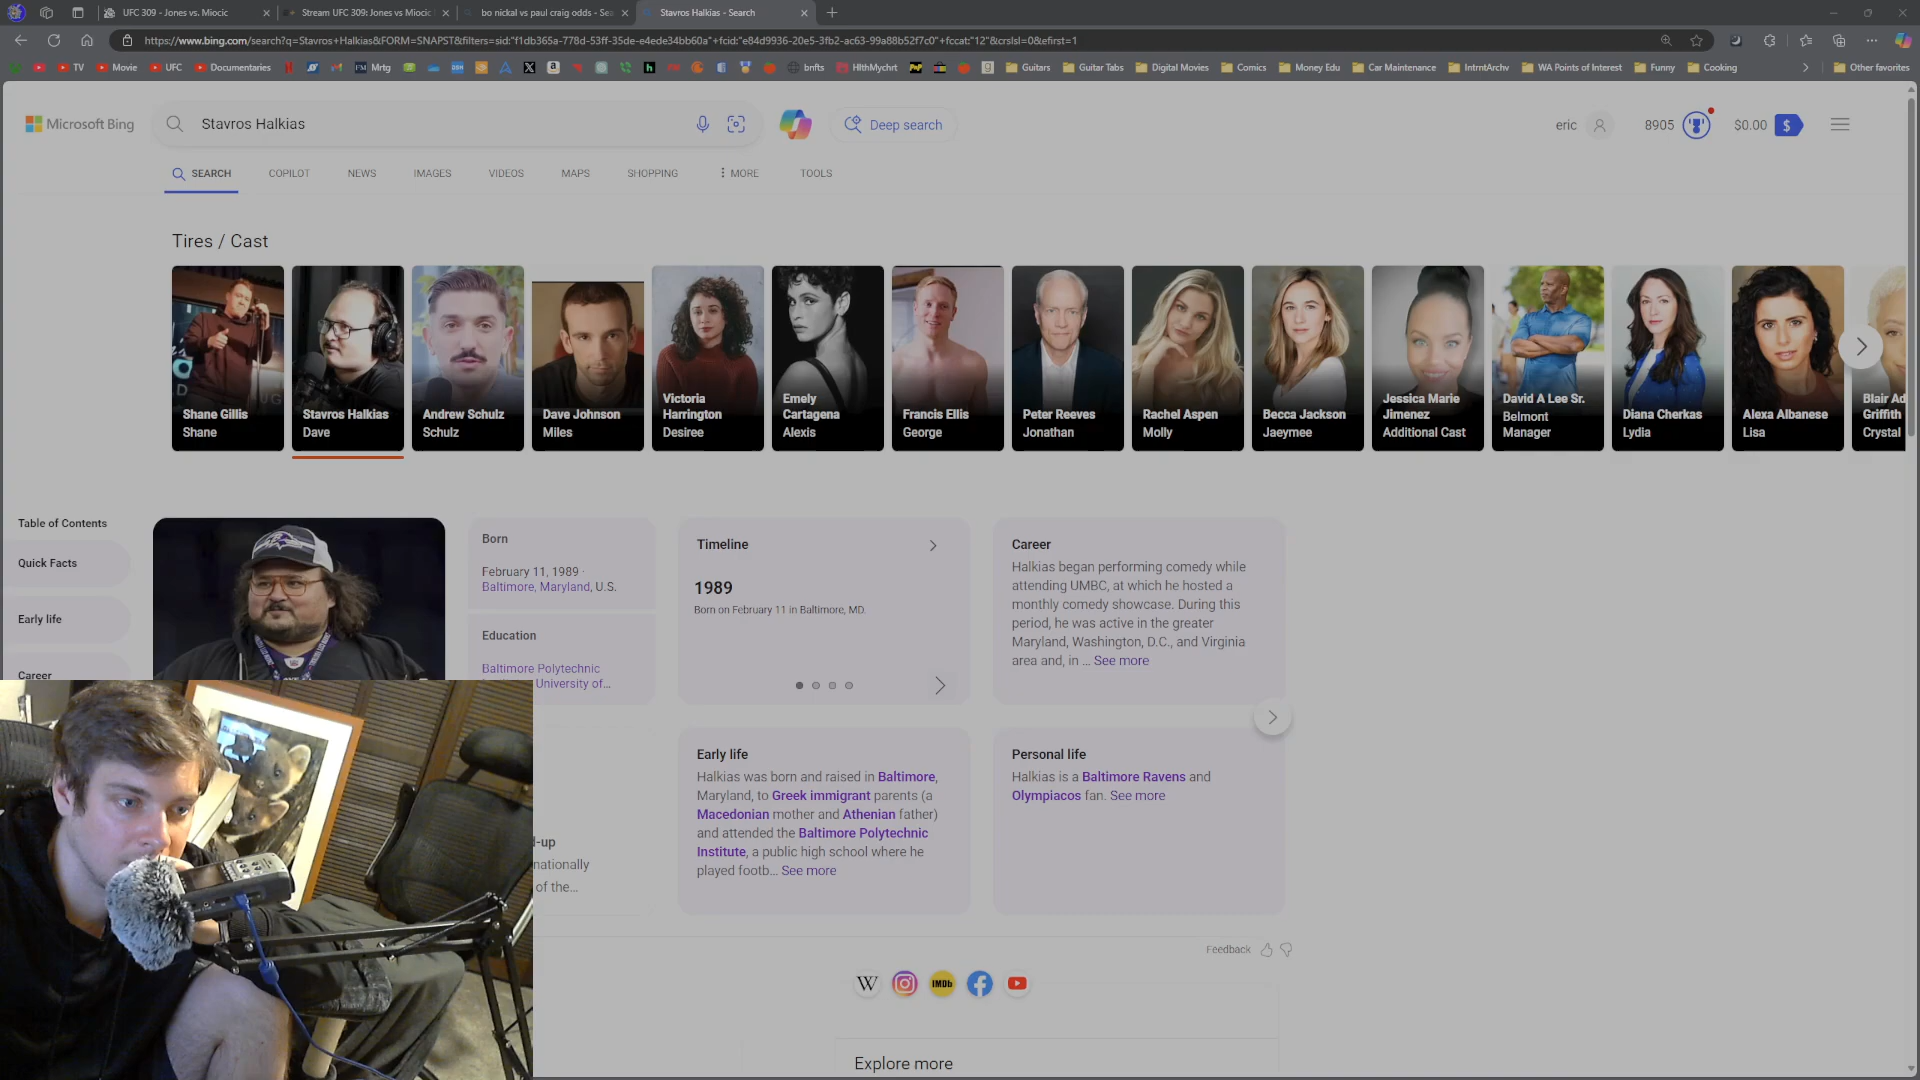 UFC 309 - Jones vs. Miocic
Stream UFC 309: Jones vs Miocic
bo nickal vs paul craig odds - Sea
Stavros Halkias - Search
https://www.bing.com/search?q=Stavros+Halkias&FORM=SNAPST&filters=sid:"f1db365a-778d-53ff-35de-e4ede34bb60a"+fcid:"e84d9936-20e5-3fb2-ac63-99a88b52f7c0"+fccat:"12"&crslsl=0&efirst=1
TV
Movie
UFC
Documentaries
Mrtg
bnfts
HlthMychrt
Guitars
Guitar Tabs
Digital Movies
Comics
Money Edu
Car Maintenance
IntrntArchv
WA Points of Interest
Funny
Cooking
Other favorites
Microsoft Bing
Stavros Halkias
Deep search
eric
8905
$0.00
SEARCH
COPILOT
NEWS
IMAGES
VIDEOS
MAPS
SHOPPING
MORE
TOOLS
Tires / Cast
Shane Gillis
Shane
Stavros Halkias
Dave
Andrew Schulz
Schulz
Dave Johnson
Miles
Victoria
Harrington
Desiree
Emely
Cartagena
Alexis
Francis Ellis
George
Peter Reeves
Jonathan
Rachel Aspen
Molly
Becca Jackson
Jaeymee
Jessica Marie
Jimenez
Additional Cast
David A Lee Sr.
Belmont
Manager
Diana Cherkas
Lydia
Alexa Albanese
Lisa
Blair Ad
Griffith
Crystal
Table of Contents
Quick Facts
Early life
Career
Born
February 11, 1989 ·
Baltimore, Maryland, U.S.
Education
Baltimore Polytechnic
University of...
Timeline
1989
Born on February 11 in Baltimore, MD.
Career
Halkias began performing comedy while
attending UMBC, at which he hosted a
monthly comedy showcase. During this
period, he was active in the greater
Maryland, Washington, D.C., and Virginia
area and, in ... See more
-up
nationally
of the...
Early life
Halkias was born and raised in Baltimore,
Maryland, to Greek immigrant parents (a
Macedonian mother and Athenian father)
and attended the Baltimore Polytechnic
Institute, a public high school where he
played footb... See more
Personal life
Halkias is a Baltimore Ravens and
Olympiacos fan. See more
Feedback
W
IMDb
Explore more